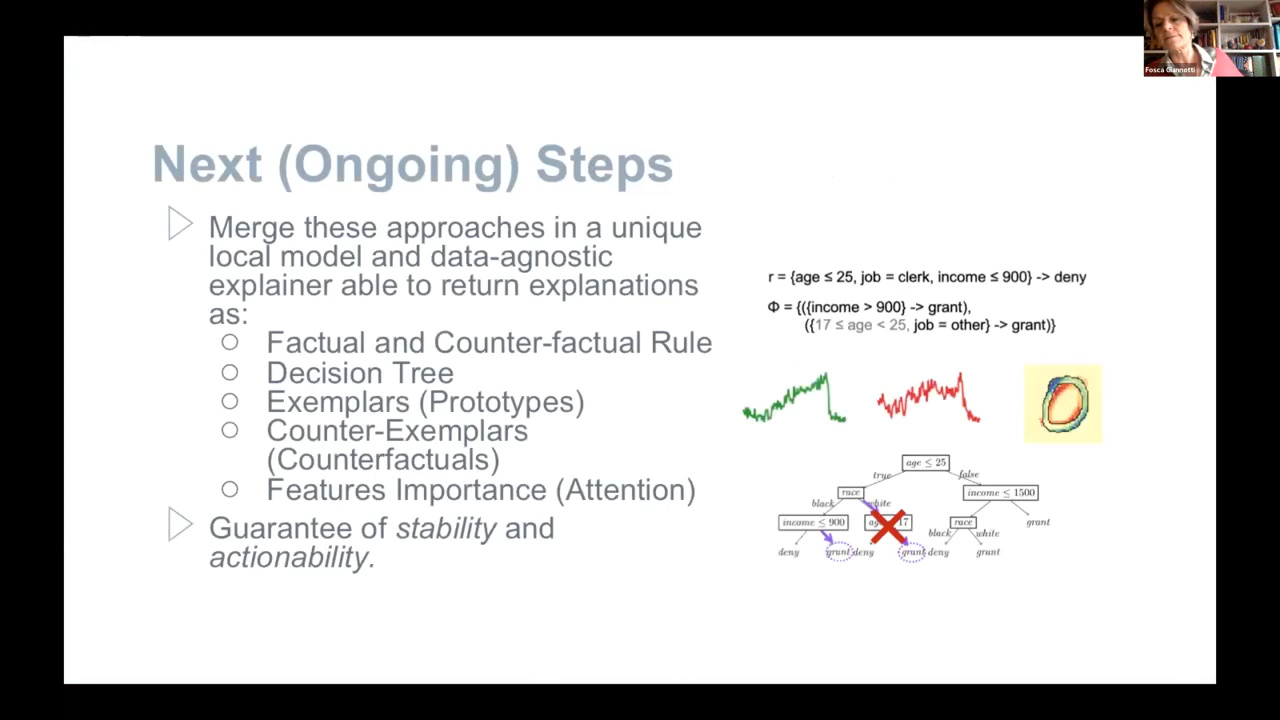 Fosca Giannotti
Next (Ongoing) Steps
Merge these approaches in a unique
local model and data-agnostic
explainer able to return explanations
as:
Factual and Counter-factual Rule
Decision Tree
Exemplars (Prototypes)
Counter-Exemplars
(Counterfactuals)
Features Importance (Attention)
Guarantee of stability and
actionability.
r = {age ≤ 25, job = clerk, income ≤ 900} -> deny
Φ = {({income > 900} -> grant),
({17 ≤ age < 25, job = other} -> grant)}
age ≤ 25
true false
race income ≤ 1500
black white
income ≤ 900 17 race grant
black white
deny grant deny grant deny grant